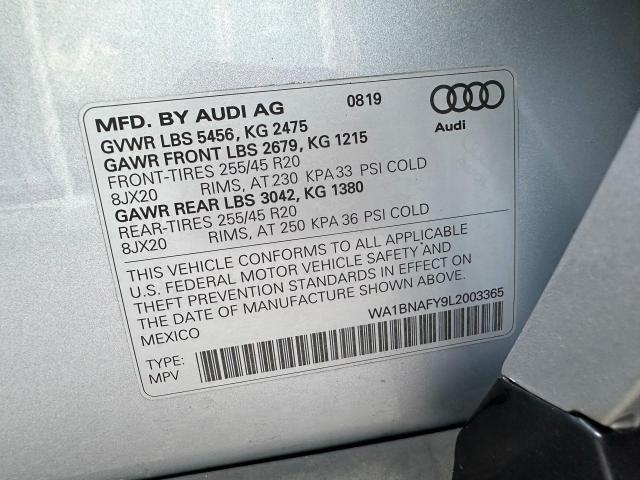 MFD. BY AUDI AG 0819
Audi
GVWR LBS 5456, KG 2475
GAWR FRONT LBS 2679, KG 1215
FRONT-TIRES 255/45 R20
8JX20 RIMS, AT 230 KPA 33 PSI COLD
GAWR REAR LBS 3042, KG 1380
REAR-TIRES 255/45 R20
8JX20 RIMS, AT 250 KPA 36 PSI COLD
THIS VEHICLE CONFORMS TO ALL APPLICABLE
U.S. FEDERAL MOTOR VEHICLE SAFETY AND
THEFT PREVENTION STANDARDS IN EFFECT ON
THE DATE OF MANUFACTURE SHOWN ABOVE.
MEXICO WA1BNAFY9L2003365
TYPE:
MPV